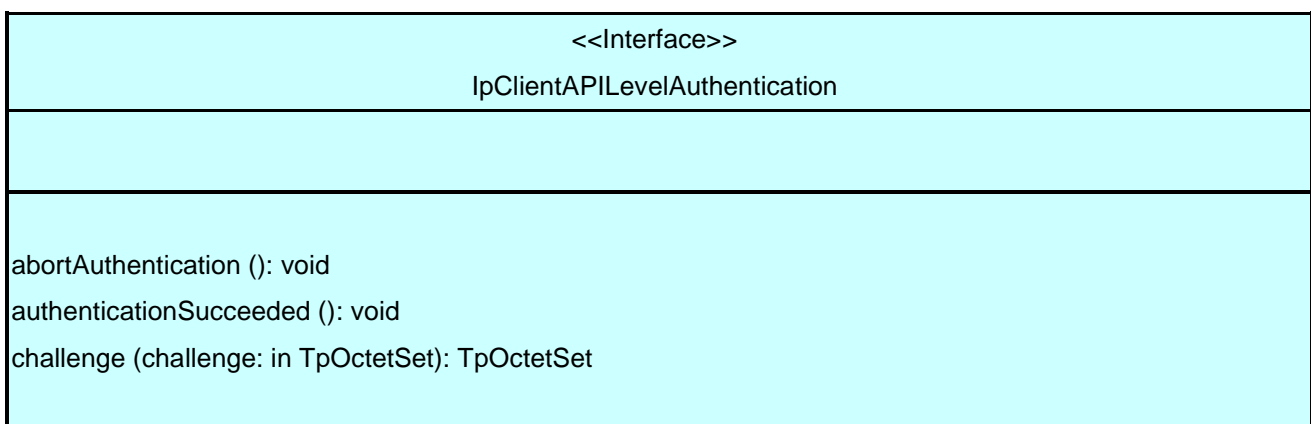 <<Interface>>
IpClientAPILevelAuthentication
abortAuthentication (): void
authenticationSucceeded (): void
challenge (challenge: in TpOctetSet): TpOctetSet